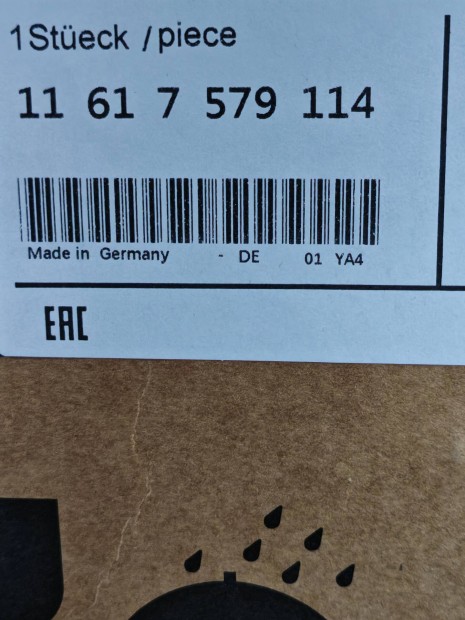 1Stüeck / piece
11 61 7 579 114
Made in Germany - DE 01 YA4
EAC